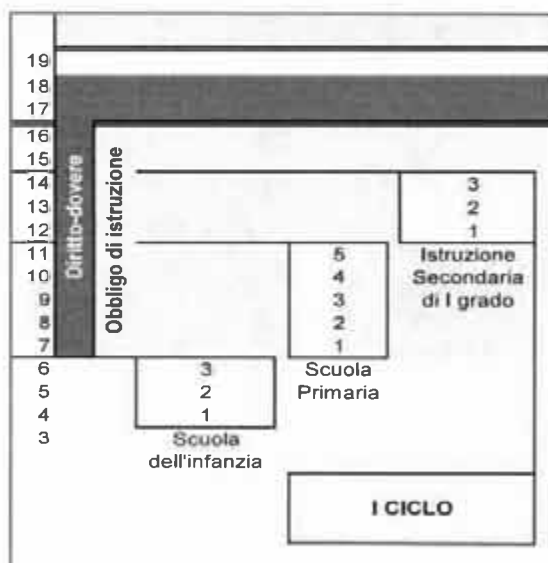 19
18
17
16
15
14
13
12
11
10
9
8
7
6
5
4
3
Diritto-dovere
Obbligo di istruzione
3
2
1
Scuola
dell'infanzia
5
4
3
2
1
Scuola
Primaria
3
2
1
Istruzione
Secondaria
di I grado
I CICLO